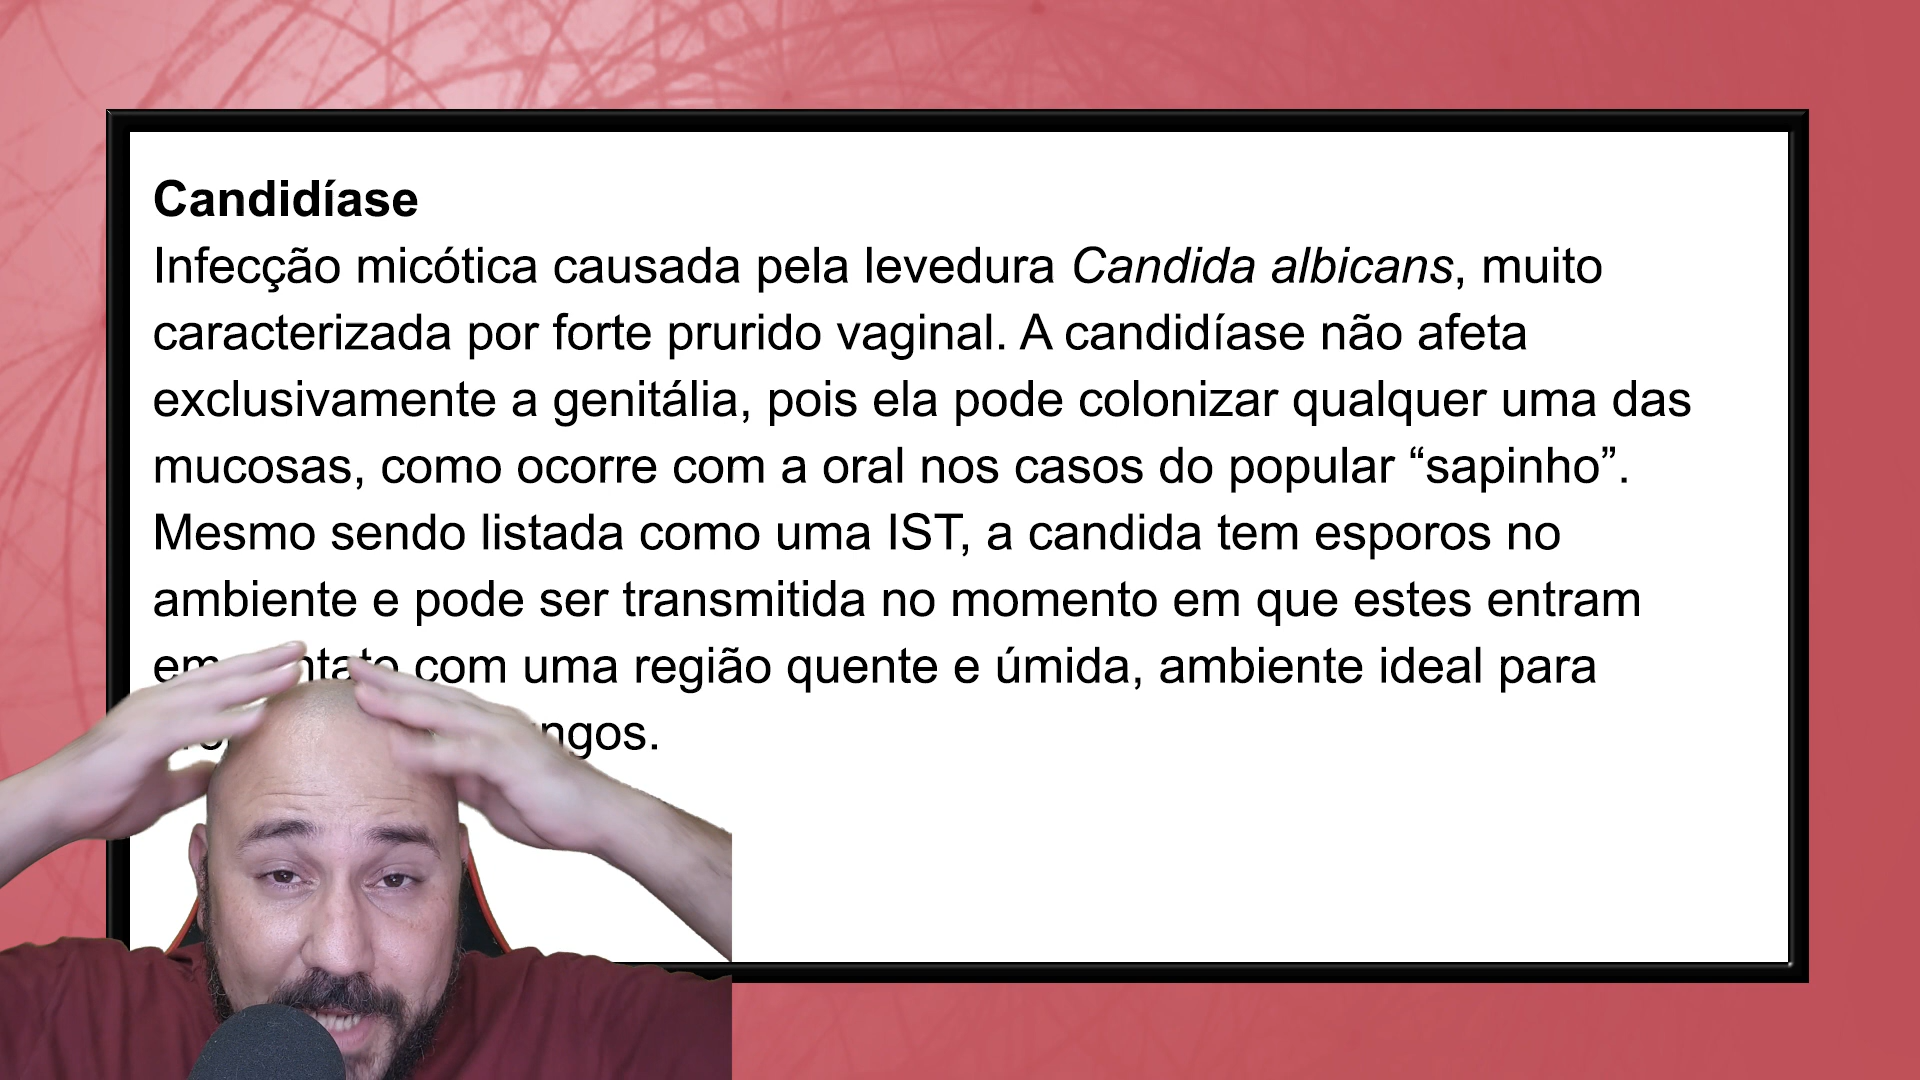 Candidíase
Infecção micótica causada pela levedura Candida albicans, muito
caracterizada por forte prurido vaginal. A candidíase não afeta
exclusivamente a genitália, pois ela pode colonizar qualquer uma das
mucosas, como ocorre com a oral nos casos do popular “sapinho”.
Mesmo sendo listada como uma IST, a candida tem esporos no
ambiente e pode ser transmitida no momento em que estes entram
em com uma região quente e úmida, ambiente ideal para